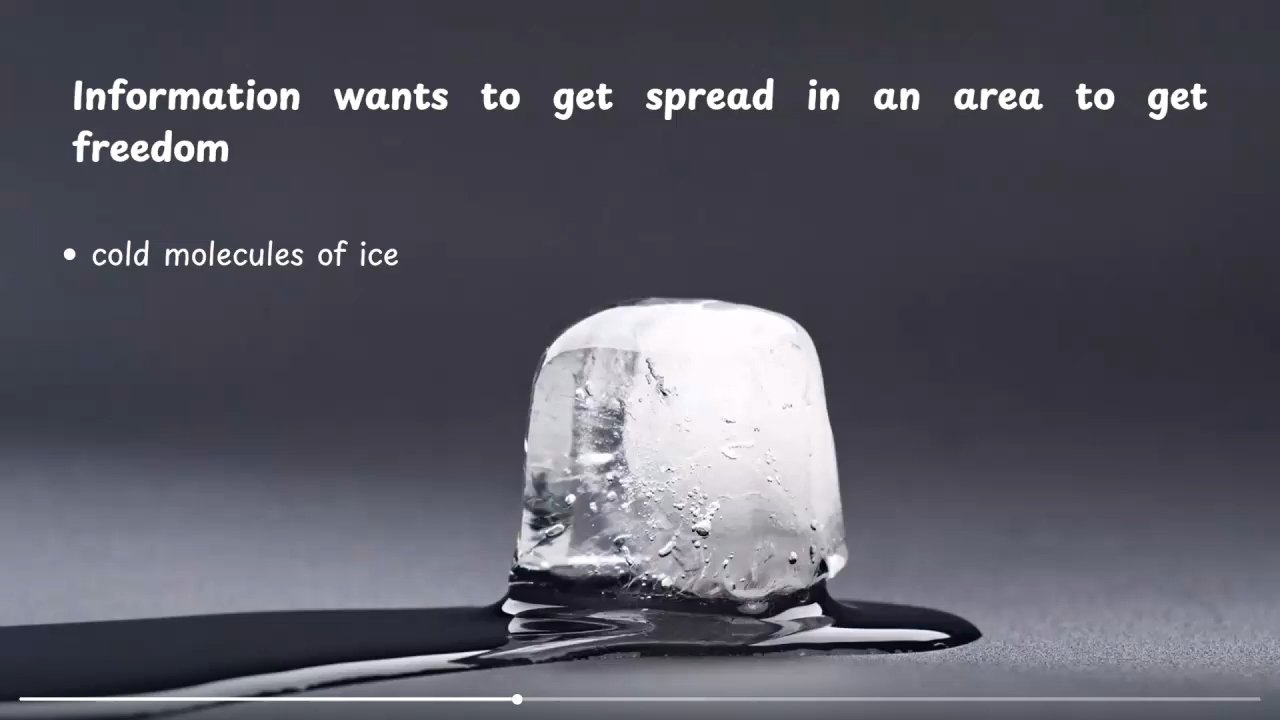 Information wants to get spread in an area to get
freedom
• cold molecules of ice